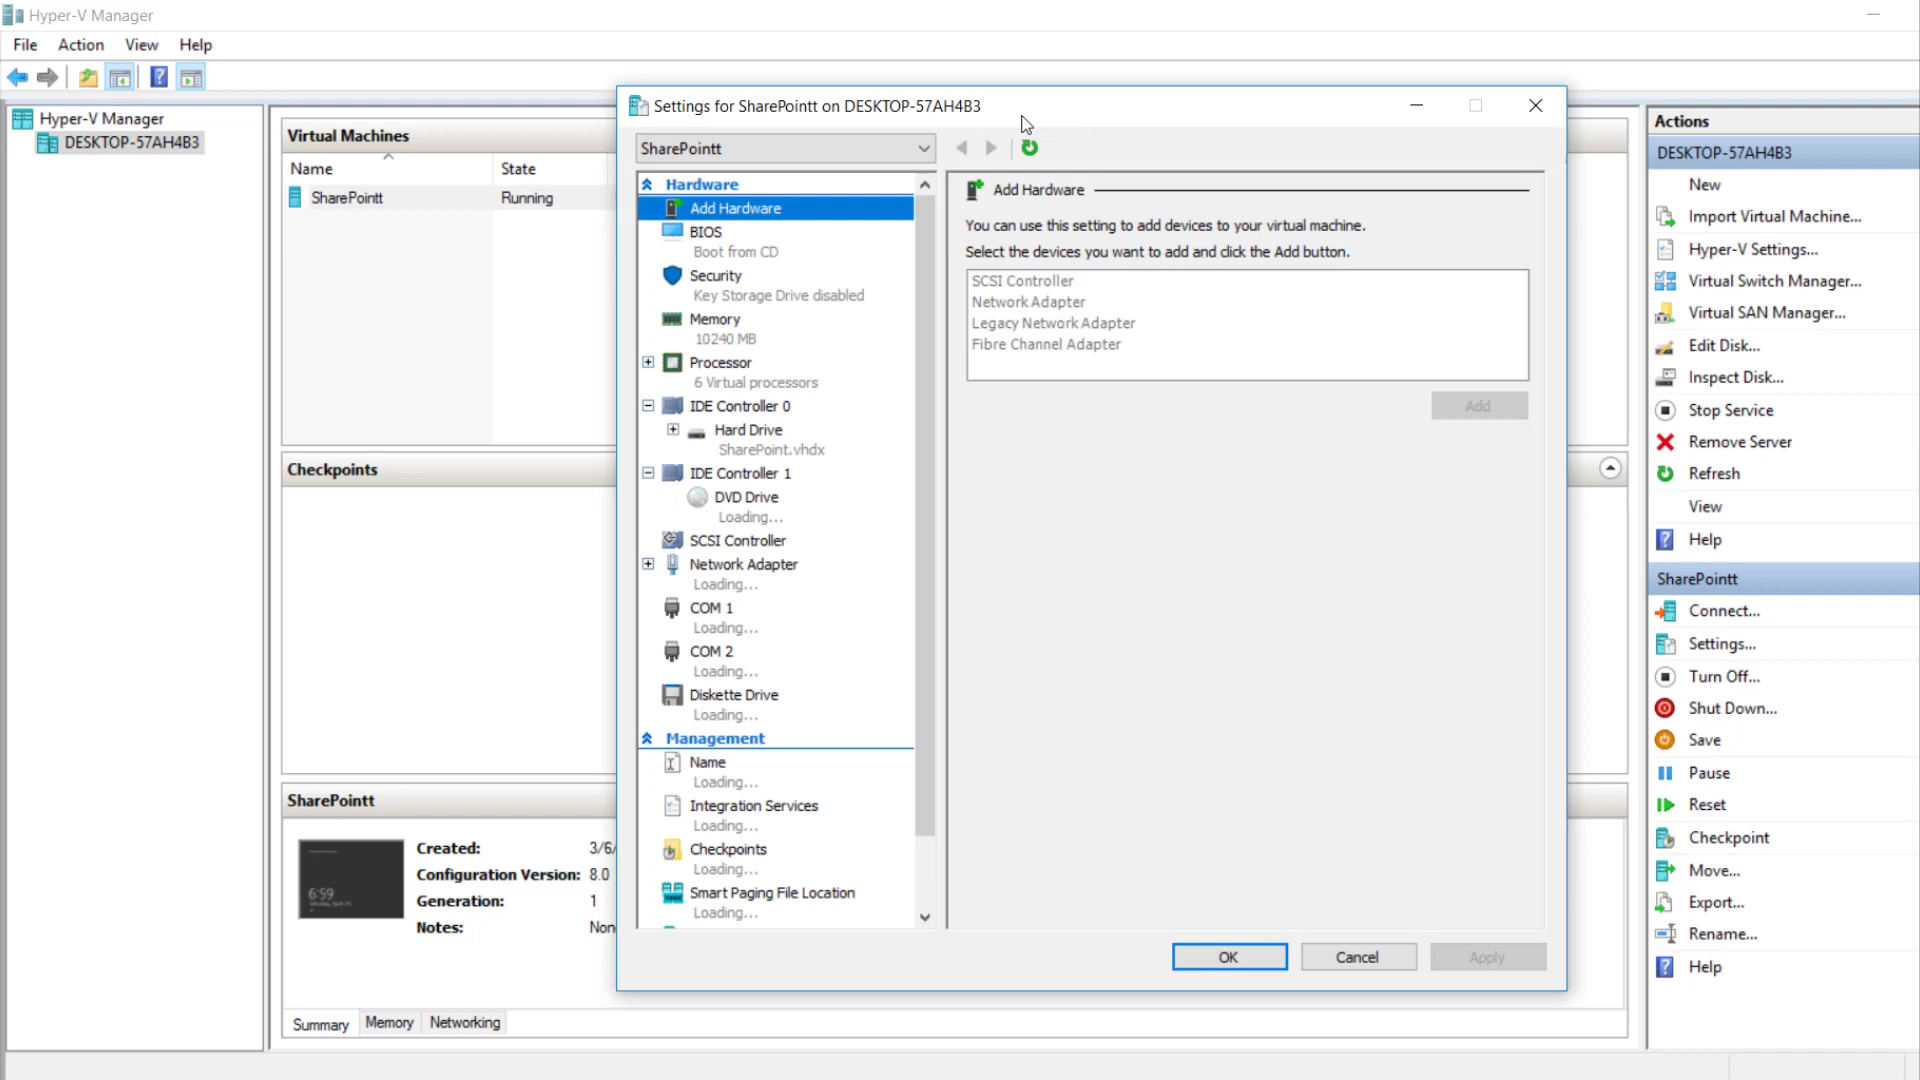 Hyper-V Manager
File Action View Help
Hyper-V Manager
DESKTOP-57AH4B3
Virtual Machines
Name State
SharePointt Running
Checkpoints
SharePointt
6:59
Created: 3/6/
Configuration Version: 8.0
Generation: 1
Notes: Non
Summary Memory Networking
Settings for SharePointt on DESKTOP-57AH4B3
SharePointt
Hardware
Add Hardware
BIOS
Boot from CD
Security
Key Storage Drive disabled
Memory
10240 MB
Processor
6 Virtual processors
IDE Controller 0
Hard Drive
SharePoint.vhdx
IDE Controller 1
DVD Drive
Loading...
SCSI Controller
Network Adapter
Loading...
COM 1
Loading...
COM 2
Loading...
Diskette Drive
Loading...
Management
Name
Loading...
Integration Services
Loading...
Checkpoints
Loading...
Smart Paging File Location
Loading...
Add Hardware
You can use this setting to add devices to your virtual machine.
Select the devices you want to add and click the Add button.
SCSI Controller
Network Adapter
Legacy Network Adapter
Fibre Channel Adapter
Add
OK Cancel Apply
Actions
DESKTOP-57AH4B3
New
Import Virtual Machine...
Hyper-V Settings...
Virtual Switch Manager...
Virtual SAN Manager...
Edit Disk...
Inspect Disk...
Stop Service
Remove Server
Refresh
View
Help
SharePointt
Connect...
Settings...
Turn Off...
Shut Down...
Save
Pause
Reset
Checkpoint
Move...
Export...
Rename...
Help